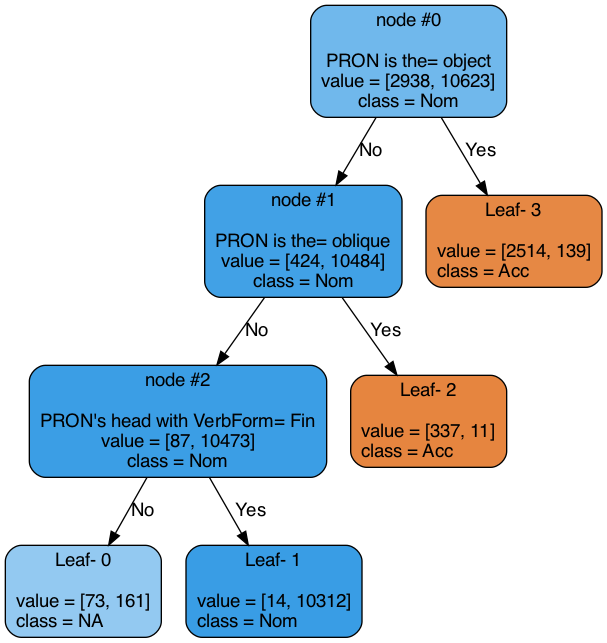 node #0
PRON is the= object
value = [2938, 10623]
class = Nom
No
Yes
node #1
PRON is the= oblique
value = [424, 10484]
class = Nom
Leaf- 3
value = [2514, 139]
class = Acc
No
Yes
node #2
PRON's head with VerbForm= Fin
value = [87, 10473]
class = Nom
Leaf- 2
value = [337, 11]
class = Acc
No
Yes
Leaf- 0
value = [73, 161]
class = NA
Leaf- 1
value = [14, 10312]
class = Nom